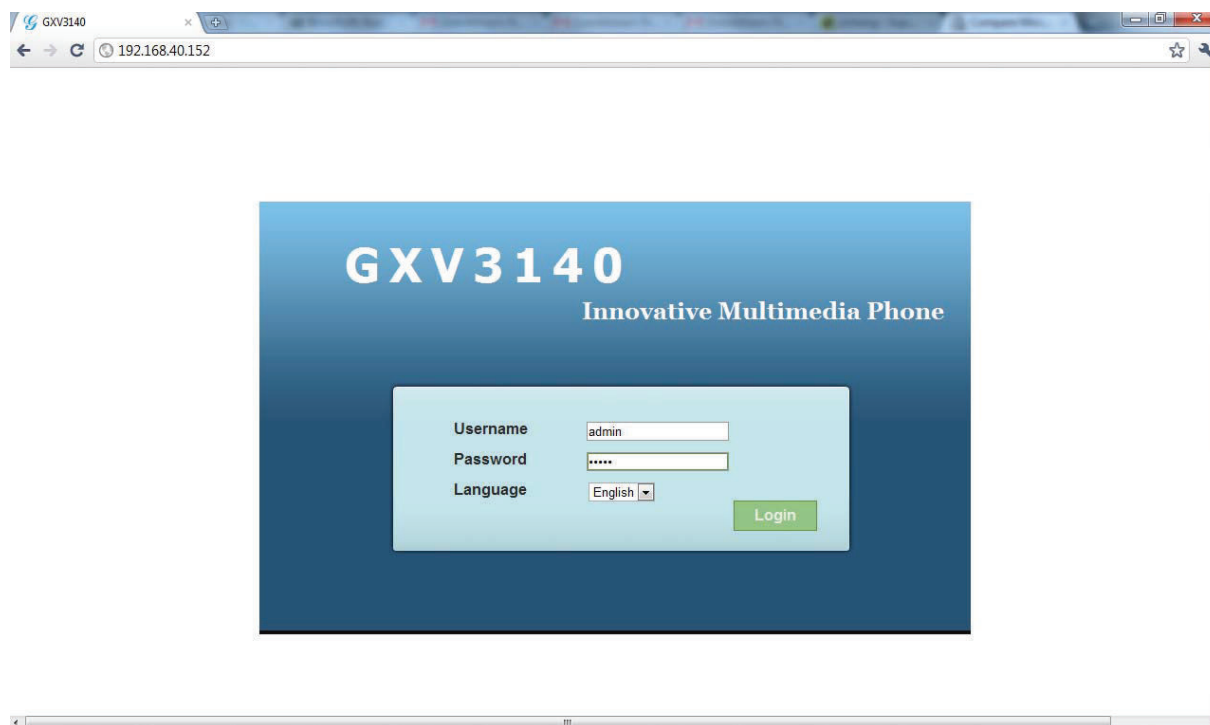 GXV3140
192.168.40.152
GXV3140
Innovative Multimedia Phone
Username admin
Password •••••
Language English
Login